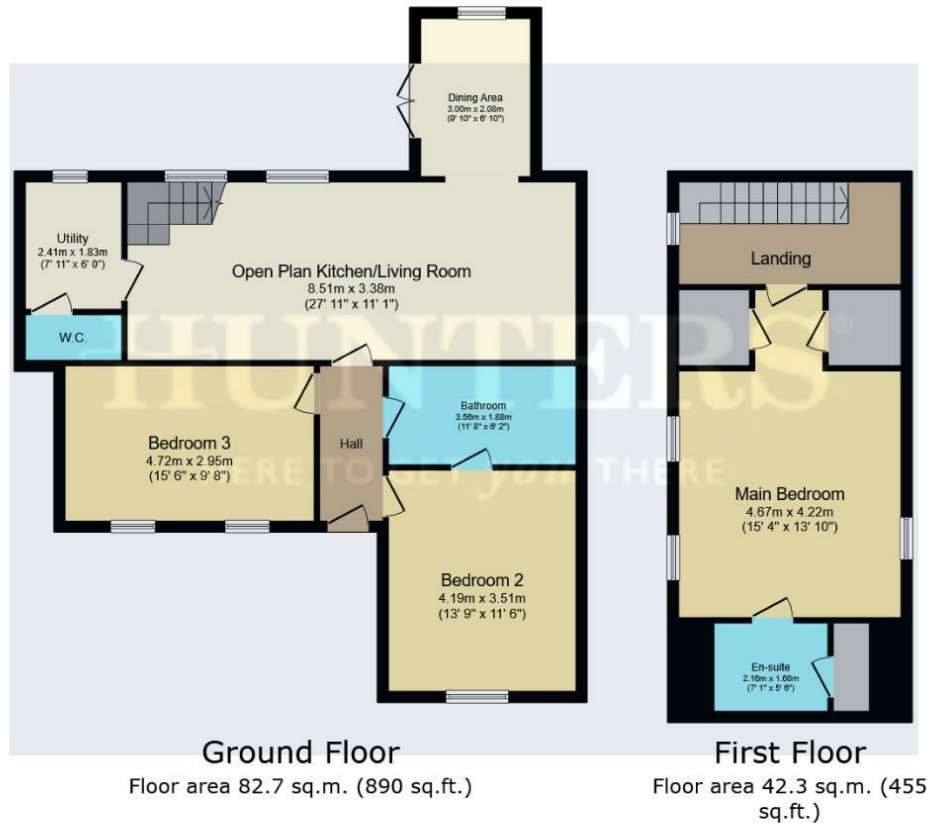 Dining Area
3.00m x 2.08m
(9' 10" x 6' 10")
Utility
2.41m x 1.83m
(7' 11" x 6' 0")
Open Plan Kitchen/Living Room
8.51m x 3.38m
(27' 11" x 11' 1")
W.C.
HUNTERS®
HERE TO GET you THERE
Bedroom 3
4.72m x 2.95m
(15' 6" x 9' 8")
Hall
Bathroom
3.56m x 1.88m
(11' 8" x 6' 2")
Bedroom 2
4.19m x 3.51m
(13' 9" x 11' 6")
Landing
Main Bedroom
4.67m x 4.22m
(15' 4" x 13' 10")
En-suite
2.16m x 1.68m
(7' 1" x 5' 6")
Ground Floor
Floor area 82.7 sq.m. (890 sq.ft.)
First Floor
Floor area 42.3 sq.m. (455
sq.ft.)